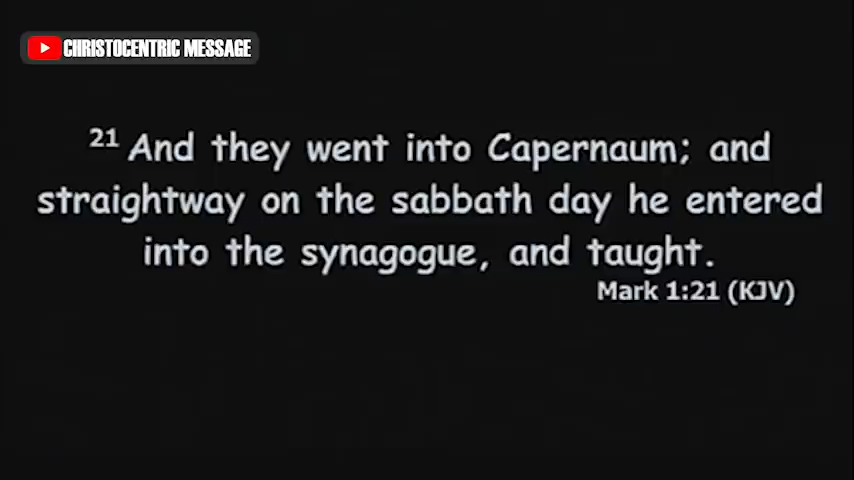 CHRISTOCENTRIC MESSAGE
21 And they went into Capernaum; and
straightway on the sabbath day he entered
into the synagogue, and taught.
Mark 1:21 (KJV)